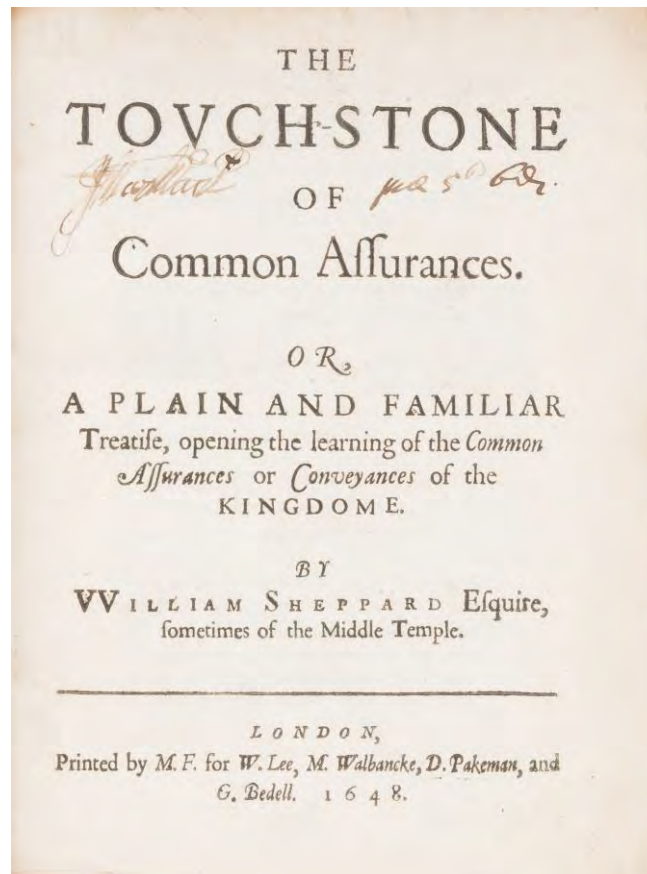 THE
TOVCH-STONE
OF
Common Aſſurances.
OR,
A PLAIN AND FAMILIAR
Treatiſe, opening the learning of the Common
Aſſurances or Conveyances of the
KINGDOME.
BY
VVILLIAM SHEPPARD Eſquire,
ſometimes of the Middle Temple.
LONDON,
Printed by M. F. for W. Lee, M. Walbancke, D. Pakeman, and
G. Bedell. 1648.